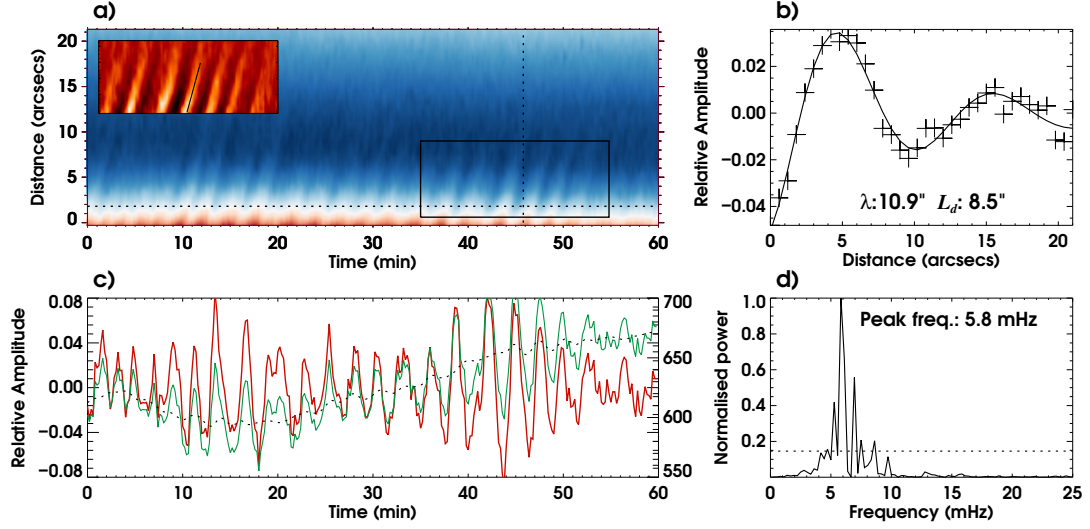 a)
Distance (arcsecs)
20
15
10
5
0
0 10 20 30 40 50 60
Time (min)
b)
Relative Amplitude
0.02
0.00
−0.02
−0.04
λ:10.9" L_d: 8.5"
0 5 10 15 20
Distance (arcsecs)
c)
Relative Amplitude
0.08
0.04
0.00
−0.04
−0.08
700
650
600
550
0 10 20 30 40 50 60
Time (min)
d)
Normalised power
1.0
0.8
0.6
0.4
0.2
Peak freq.: 5.8 mHz
0 5 10 15 20 25
Frequency (mHz)